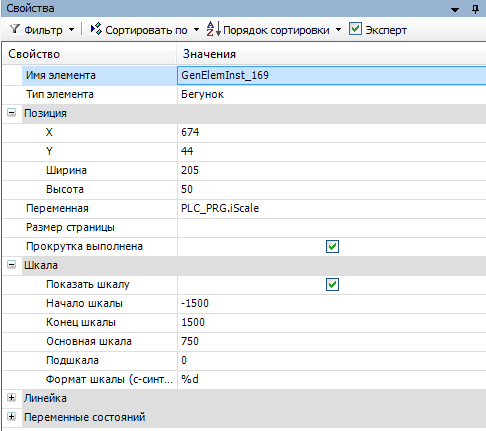 Свойства
Фильтр Сортировать по Порядок сортировки Эксперт
Свойство Значения
Имя элемента GenElemInst_169
Тип элемента Бегунок
Позиция
X 674
Y 44
Ширина 205
Высота 50
Переменная PLC_PRG.iScale
Размер страницы
Прокрутка выполнена
Шкала
Показать шкалу
Начало шкалы -1500
Конец шкалы 1500
Основная шкала 750
Подшкала 0
Формат шкалы (с-синт... %d
Линейка
Переменные состояний